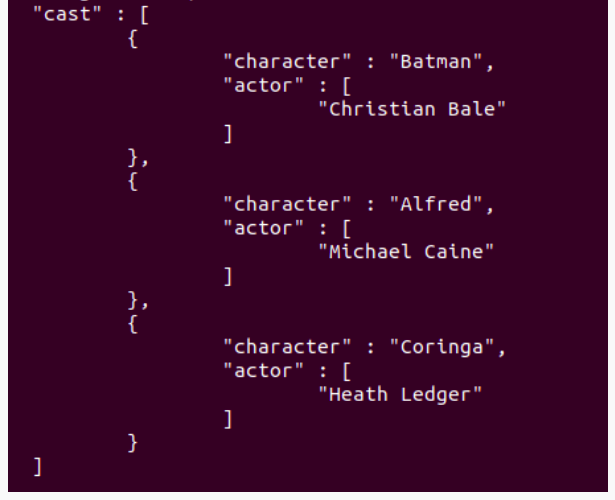 "cast" : [
{
"character" : "Batman",
"actor" : [
"Christian Bale"
]
},
{
"character" : "Alfred",
"actor" : [
"Michael Caine"
]
},
{
"character" : "Coringa",
"actor" : [
"Heath Ledger"
]
}
]